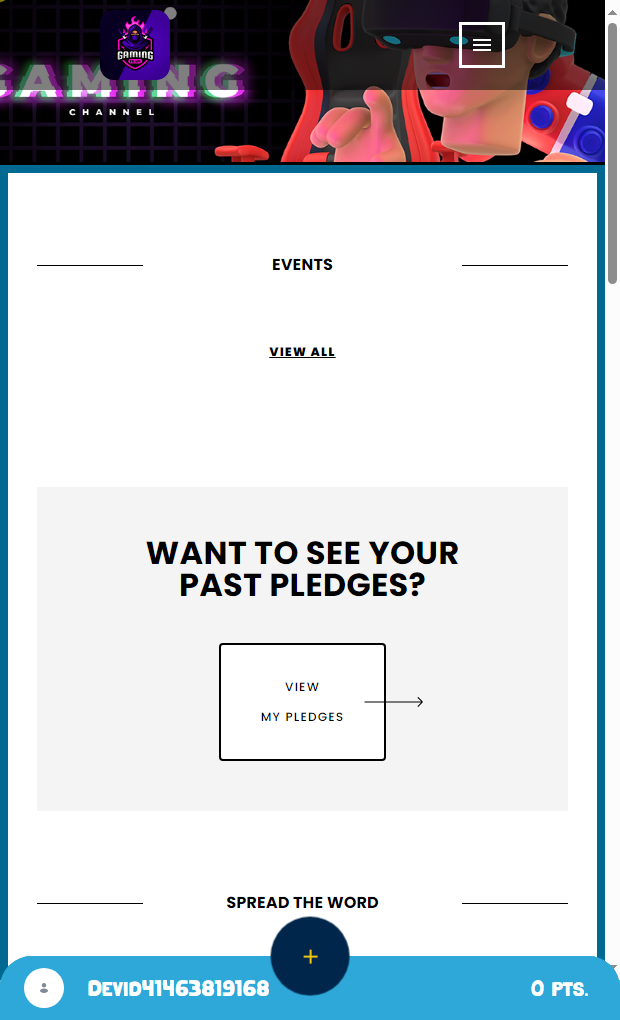 GAMING
GAMING
CHANNEL
EVENTS
VIEW ALL
WANT TO SEE YOUR
PAST PLEDGES?
VIEW
MY PLEDGES
SPREAD THE WORD
+
Devid41463819168
0 PTS.